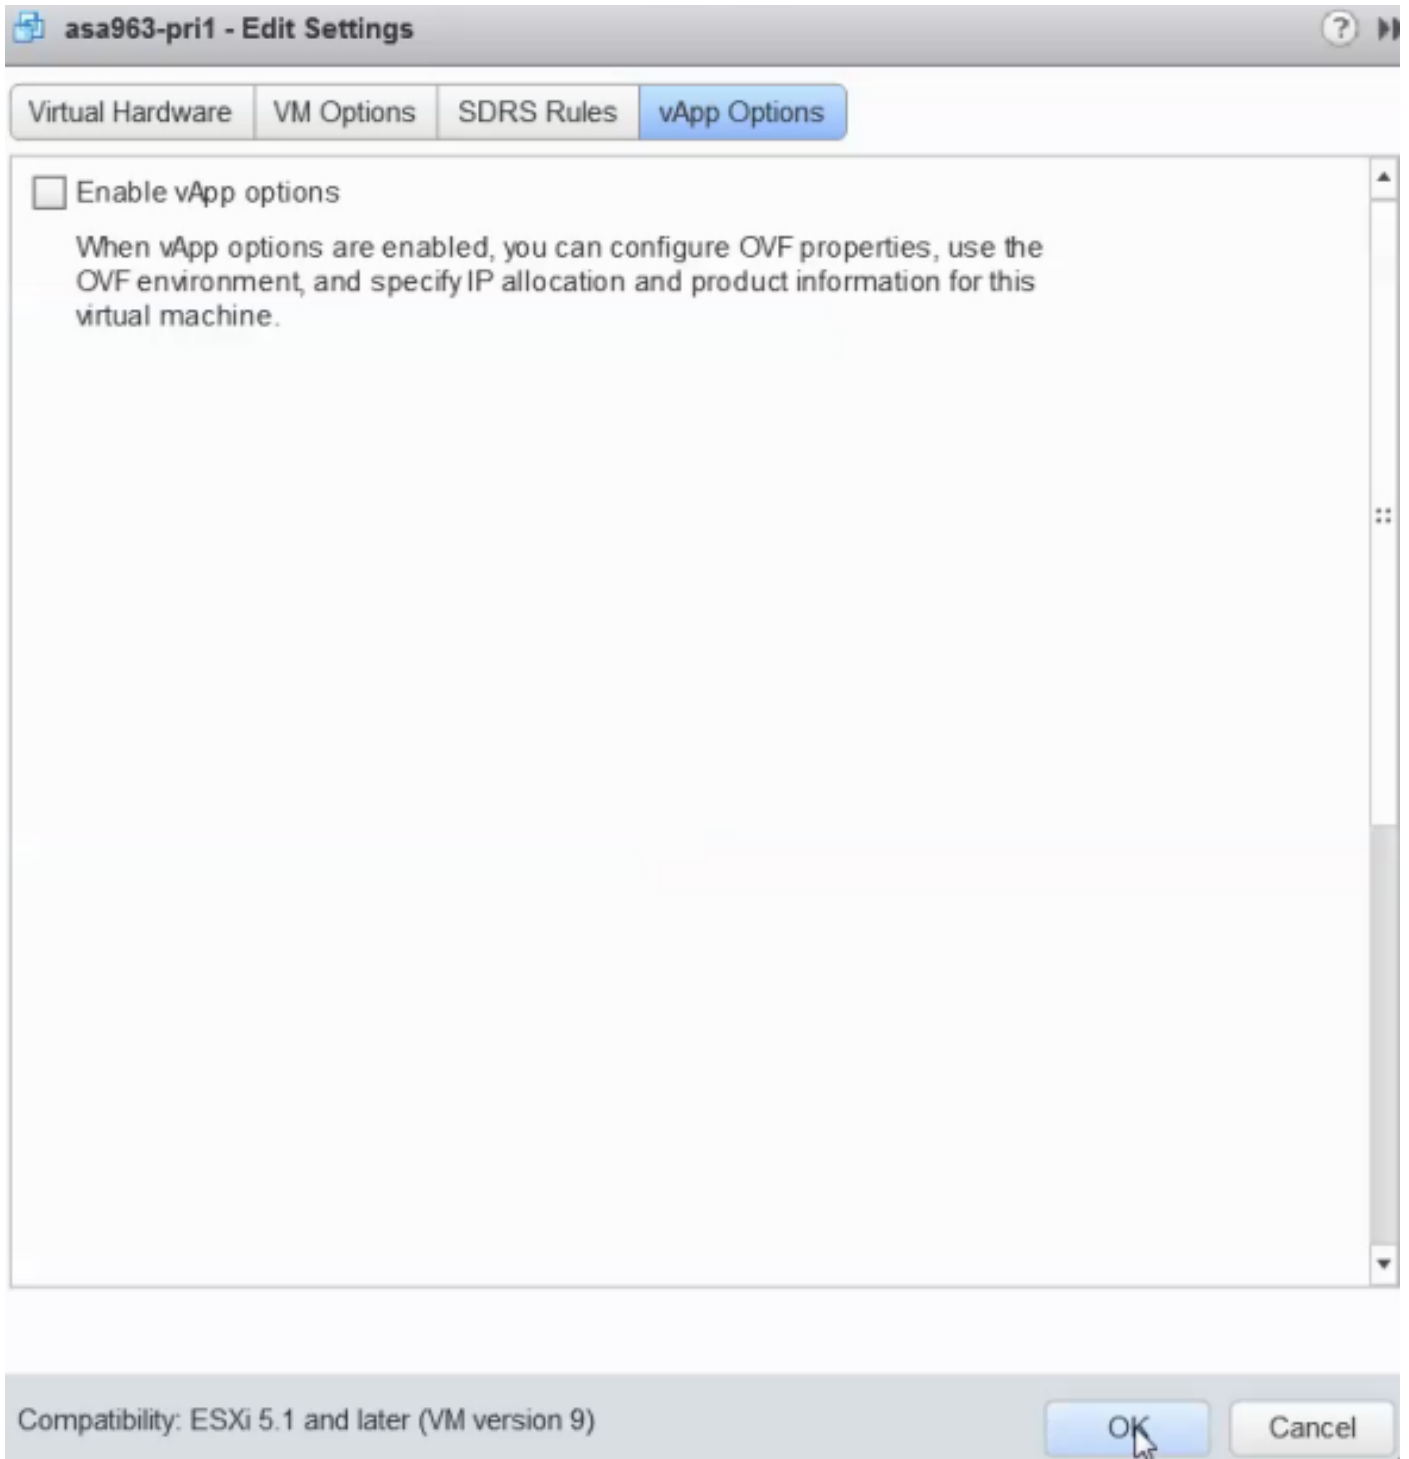 asa963-pri1 - Edit Settings
?
Virtual Hardware VM Options SDRS Rules vApp Options
Enable vApp options
When vApp options are enabled, you can configure OVF properties, use the
OVF environment, and specify IP allocation and product information for this
virtual machine.
Compatibility: ESXi 5.1 and later (VM version 9)
OK Cancel